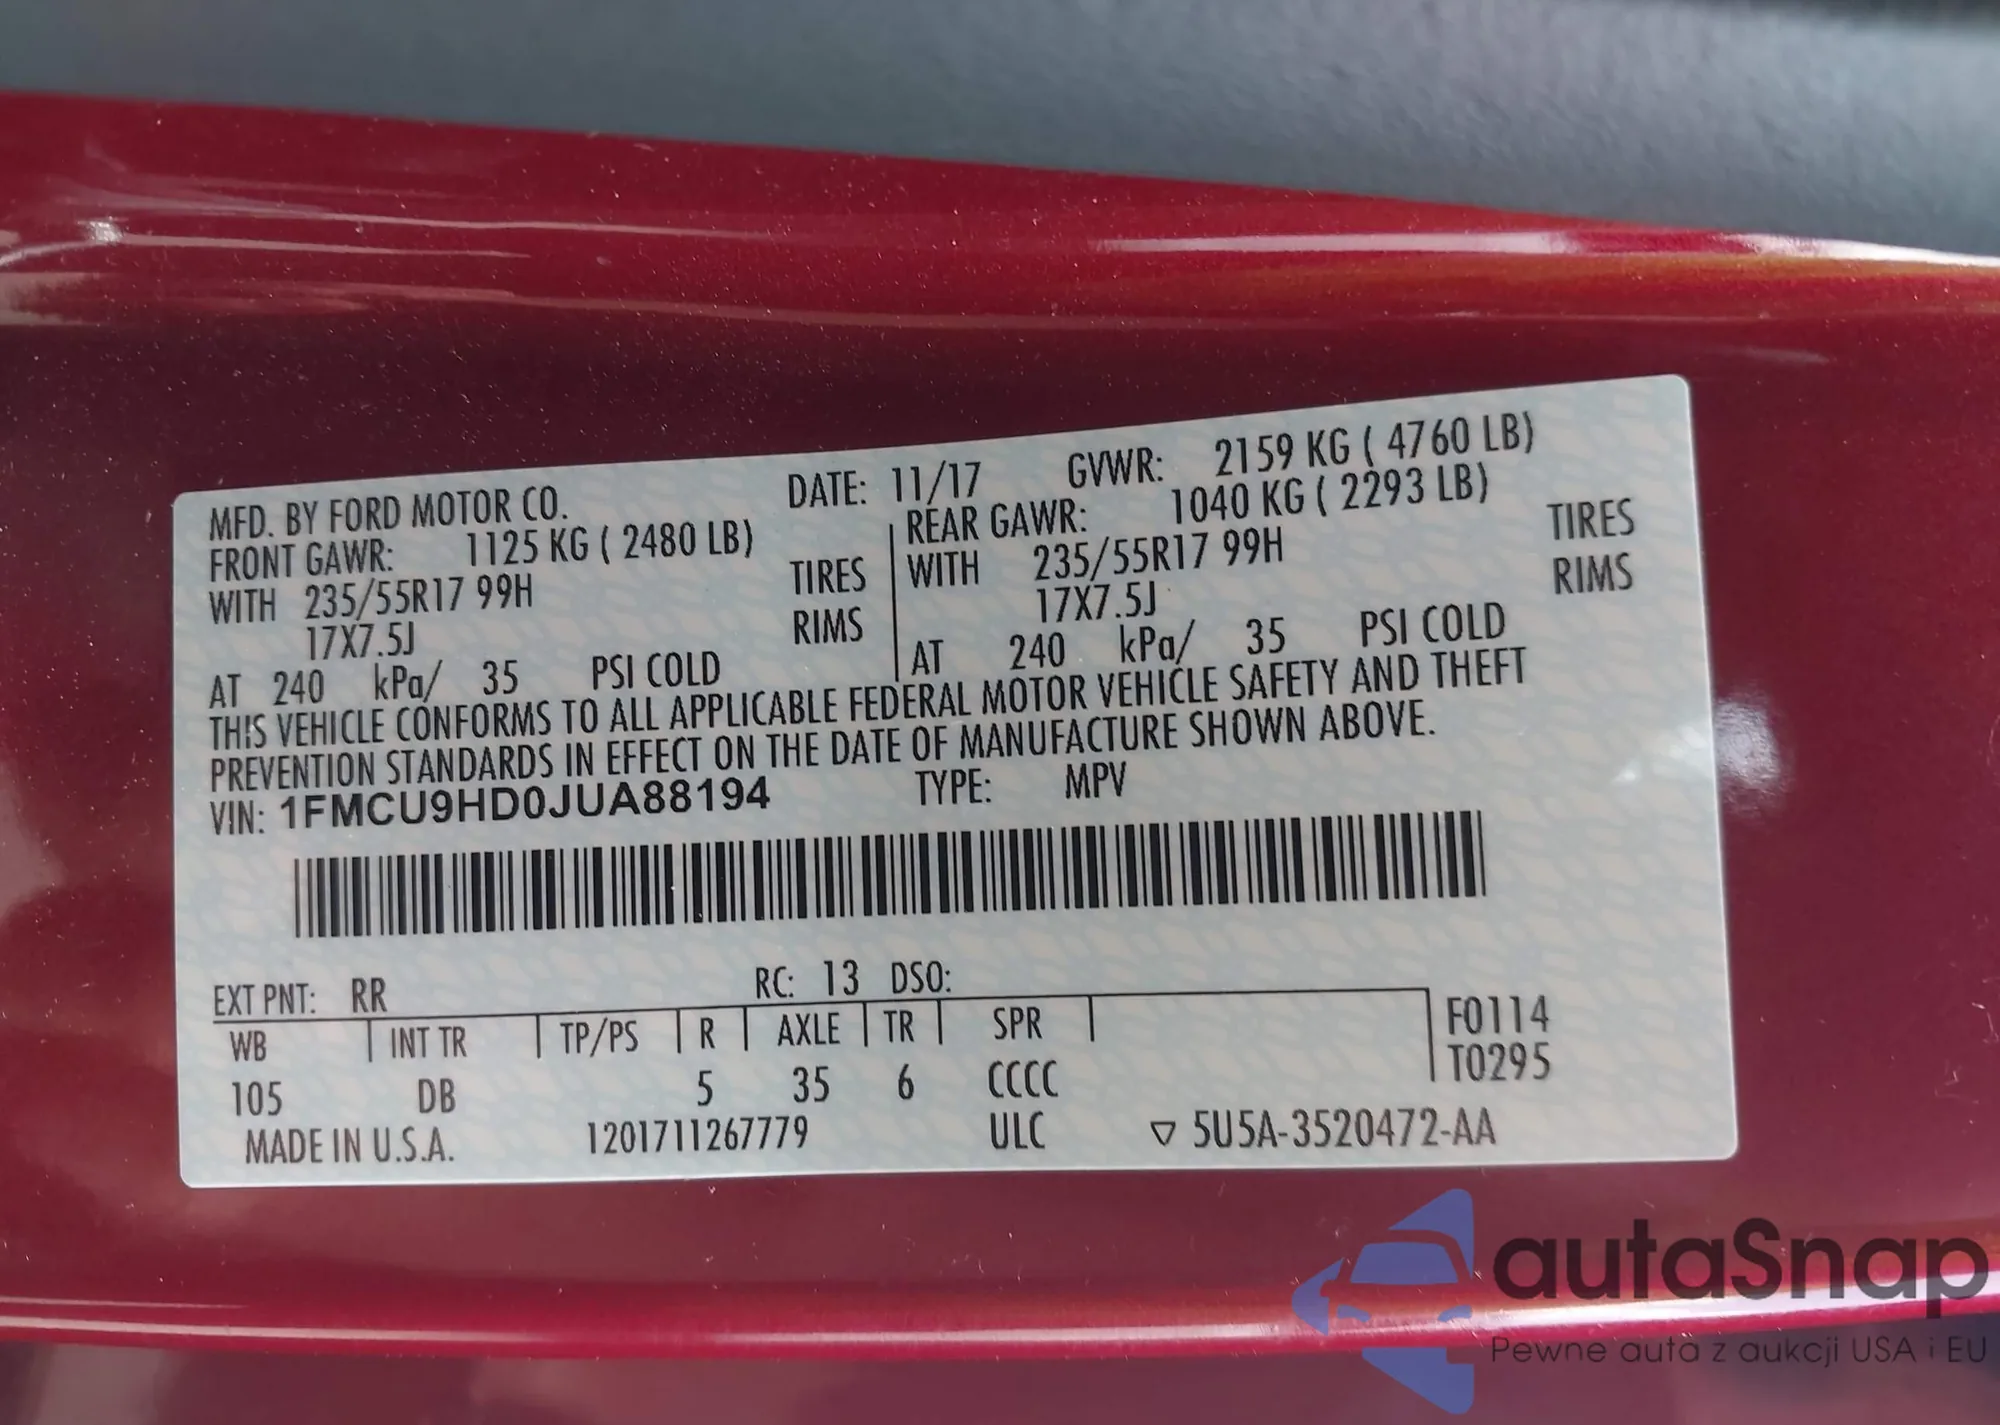 MFD. BY FORD MOTOR CO. DATE: 11/17 GVWR: 2159 KG ( 4760 LB)
FRONT GAWR: 1125 KG ( 2480 LB) REAR GAWR: 1040 KG ( 2293 LB)
WITH 235/55R17 99H TIRES WITH 235/55R17 99H TIRES
17X7.5J RIMS 17X7.5J RIMS
AT 240 kPa/ 35 PSI COLD AT 240 kPa/ 35 PSI COLD
THIS VEHICLE CONFORMS TO ALL APPLICABLE FEDERAL MOTOR VEHICLE SAFETY AND THEFT
PREVENTION STANDARDS IN EFFECT ON THE DATE OF MANUFACTURE SHOWN ABOVE.
VIN: 1FMCU9HD0JUA88194 TYPE: MPV
EXT PNT: RR RC: 13 DSO:
WB INT TR TP/PS R AXLE TR SPR F0114
105 DB 5 35 6 CCCC T0295
MADE IN U.S.A. 1201711267779 ULC ▽ 5U5A-3520472-AA
autaSnap
Pewne auta z aukcji USA i EU